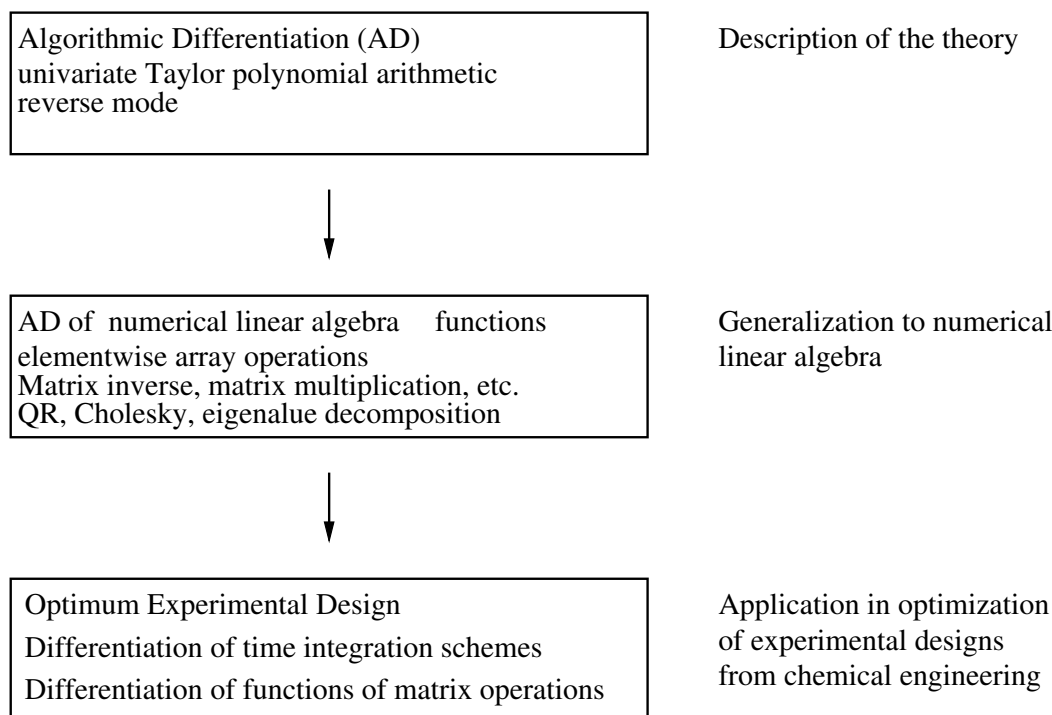 Algorithmic Differentiation (AD)
univariate Taylor polynomial arithmetic
reverse mode
Description of the theory
AD of numerical linear algebra functions
elementwise array operations
Matrix inverse, matrix multiplication, etc.
QR, Cholesky, eigenalue decomposition
Generalization to numerical
linear algebra
Optimum Experimental Design
Differentiation of time integration schemes
Differentiation of functions of matrix operations
Application in optimization
of experimental designs
from chemical engineering